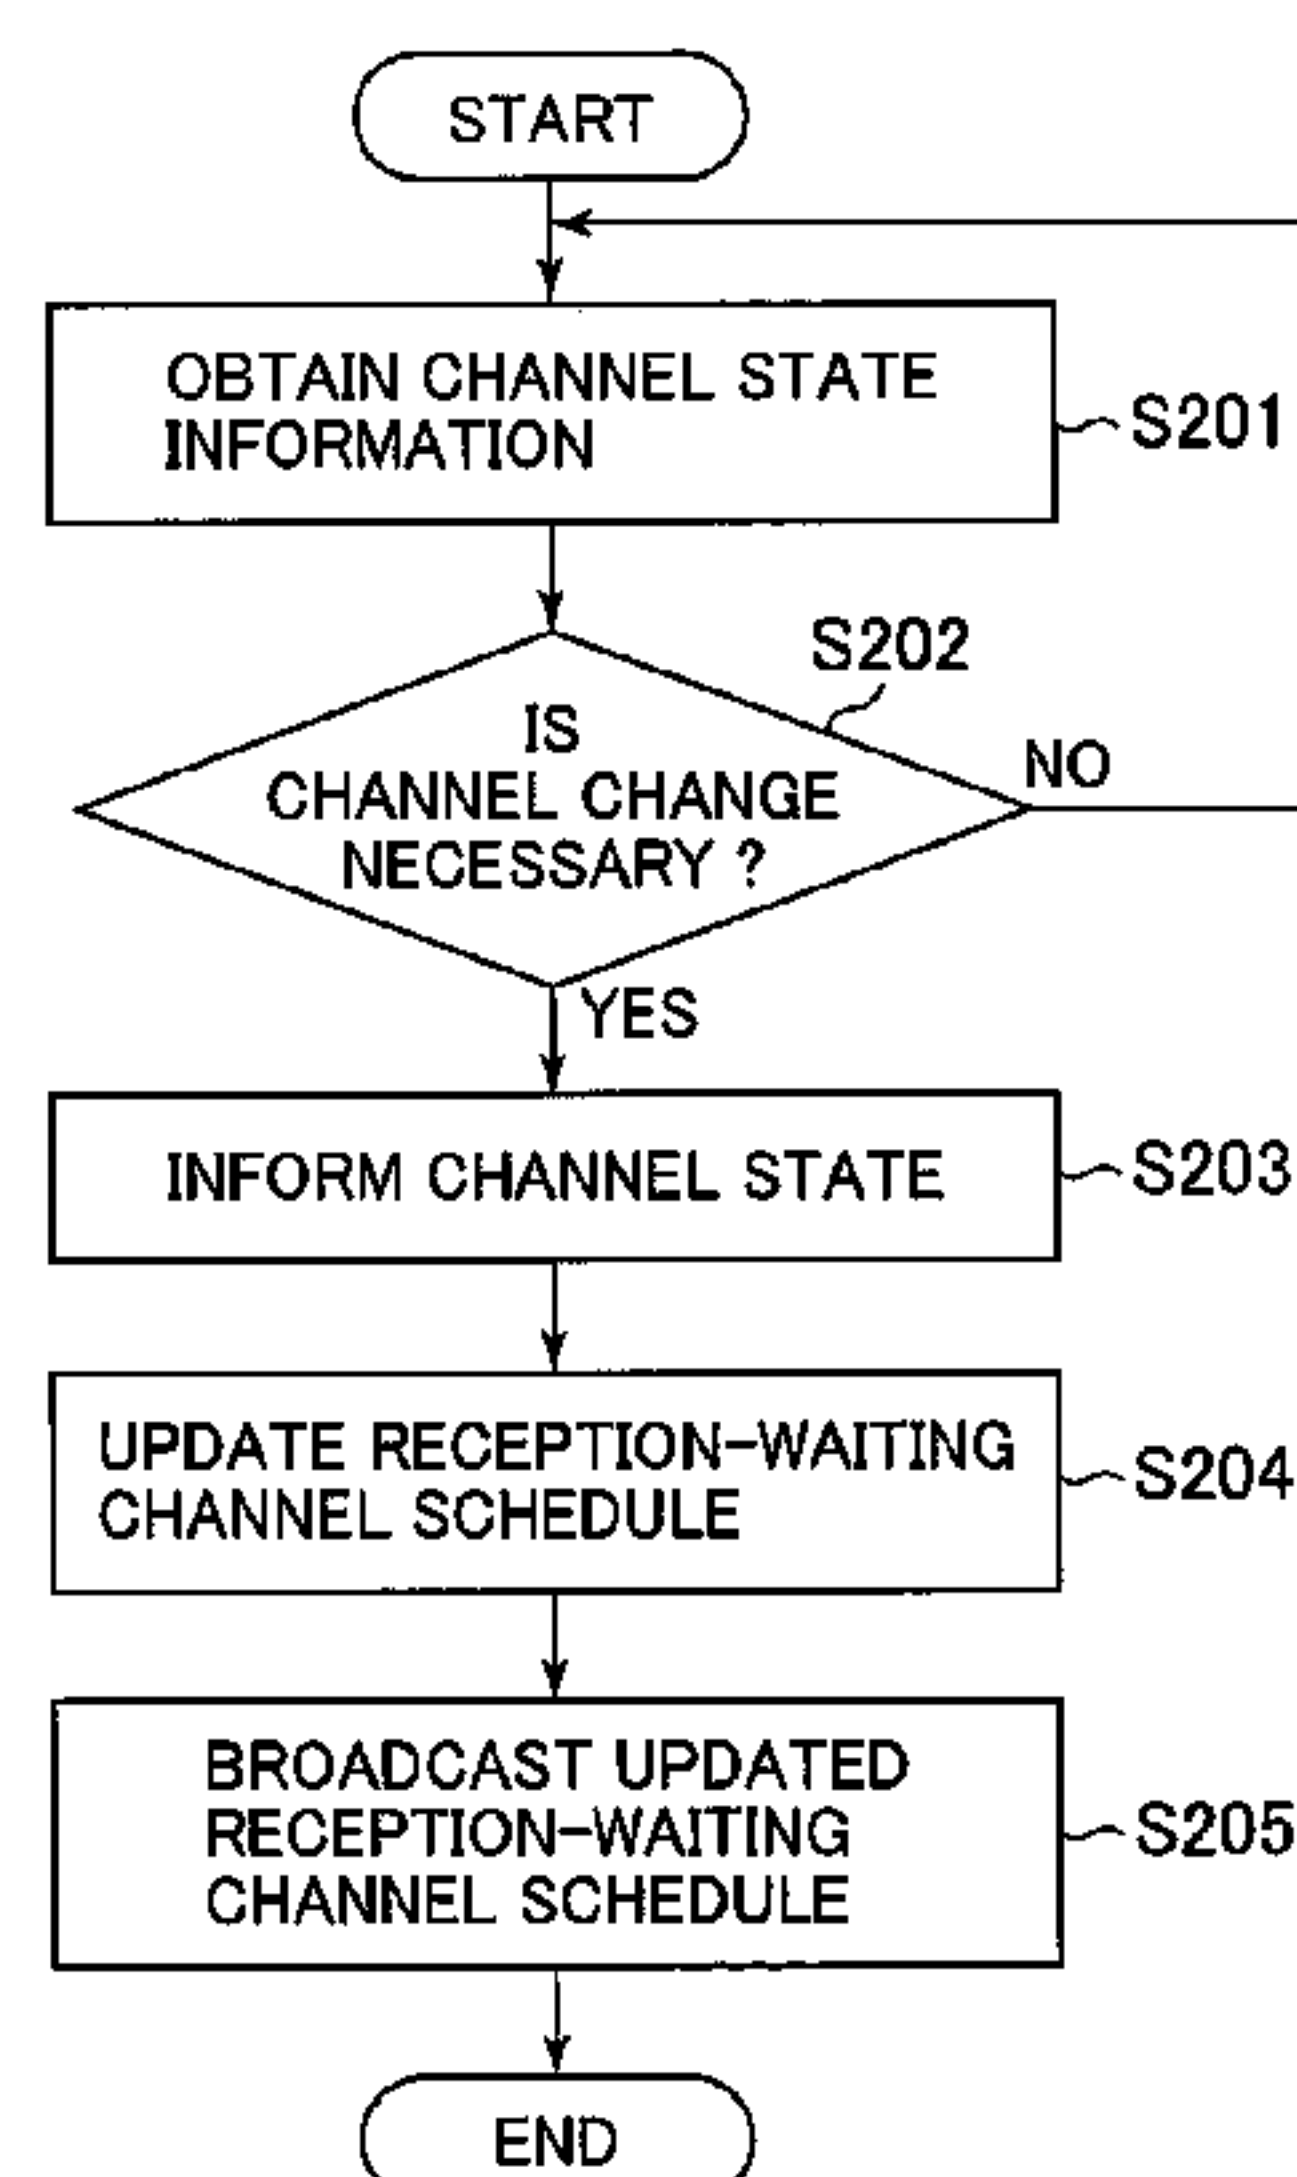 START
OBTAIN CHANNEL STATE
INFORMATION
S201
S202
IS
CHANNEL CHANGE
NECESSARY ?
NO
YES
INFORM CHANNEL STATE
S203
UPDATE RECEPTION-WAITING
CHANNEL SCHEDULE
S204
BROADCAST UPDATED
RECEPTION-WAITING
CHANNEL SCHEDULE
S205
END